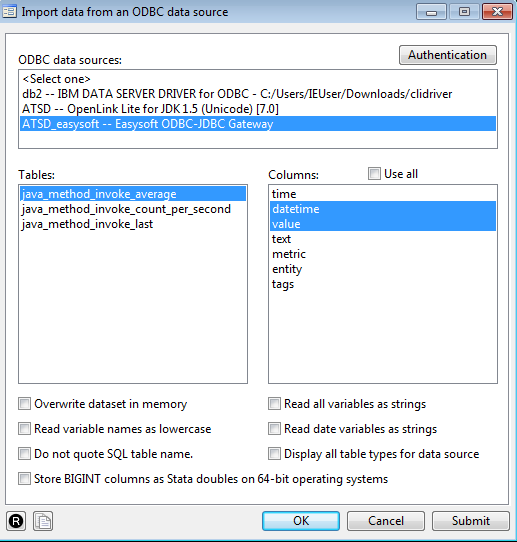 Import data from an ODBC data source
ODBC data sources:
Authentication
<Select one>
db2 -- IBM DATA SERVER DRIVER for ODBC - C:/Users/IEUser/Downloads/clidriver
ATSD -- OpenLink Lite for JDK 1.5 (Unicode) [7.0]
ATSD_easysoft -- Easysoft ODBC-JDBC Gateway
Tables:
java_method_invoke_average
java_method_invoke_count_per_second
java_method_invoke_last
Columns:
Use all
time
datetime
value
text
metric
entity
tags
Overwrite dataset in memory
Read all variables as strings
Read variable names as lowercase
Read date variables as strings
Do not quote SQL table name.
Display all table types for data source
Store BIGINT columns as Stata doubles on 64-bit operating systems
R
OK
Cancel
Submit